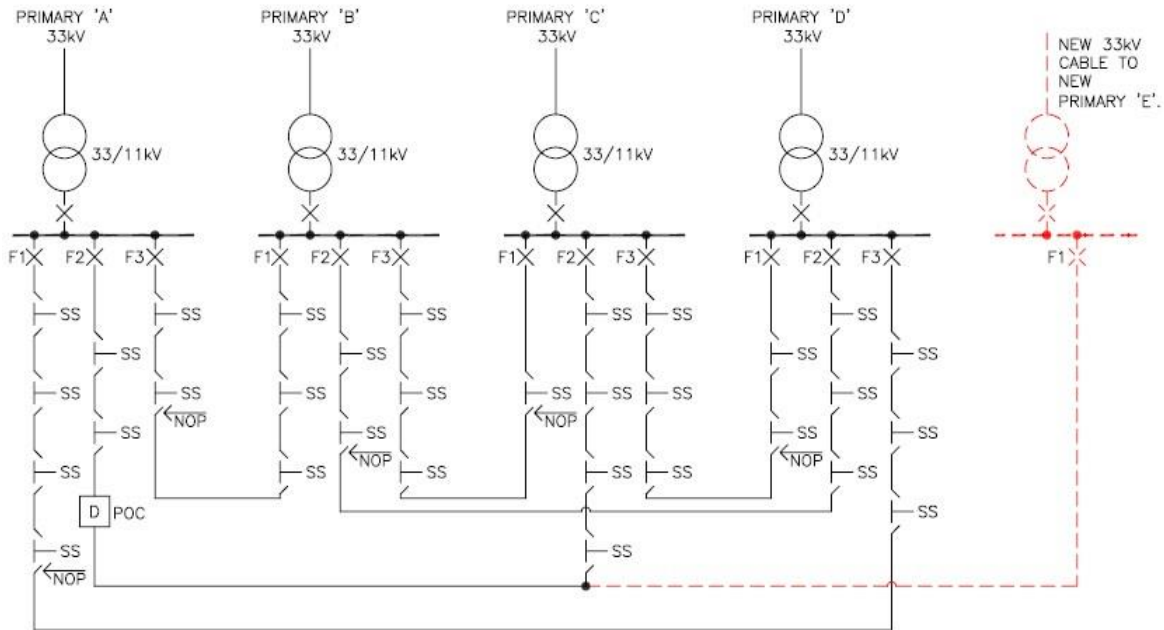 PRIMARY 'A'
33kV
PRIMARY 'B'
33kV
PRIMARY 'C'
33kV
PRIMARY 'D'
33kV
NEW 33kV
CABLE TO
NEW
PRIMARY 'E'.
33/11kV
33/11kV
33/11kV
33/11kV
F1 F2 F3
F1 F2 F3
F1 F2 F3
F1 F2 F3
F1
SS SS SS SS SS SS SS
SS SS SS SS
SS SS SS SS SS SS SS SS
NOP NOP
SS SS SS SS
NOP NOP
SS SS SS SS SS SS
D POC SS
SS SS
NOP